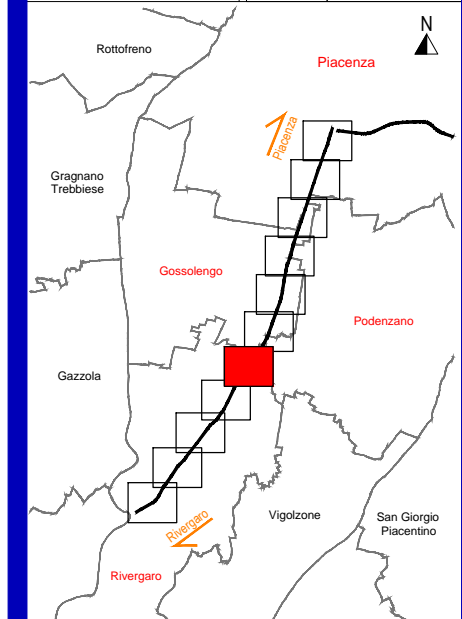 N
Rottofreno
Piacenza
Piacenza
Gragnano
Trebbiese
Gossolengo
Podenzano
Gazzola
Vigolzone
San Giorgio
Piacentino
Rivergaro
Rivergaro